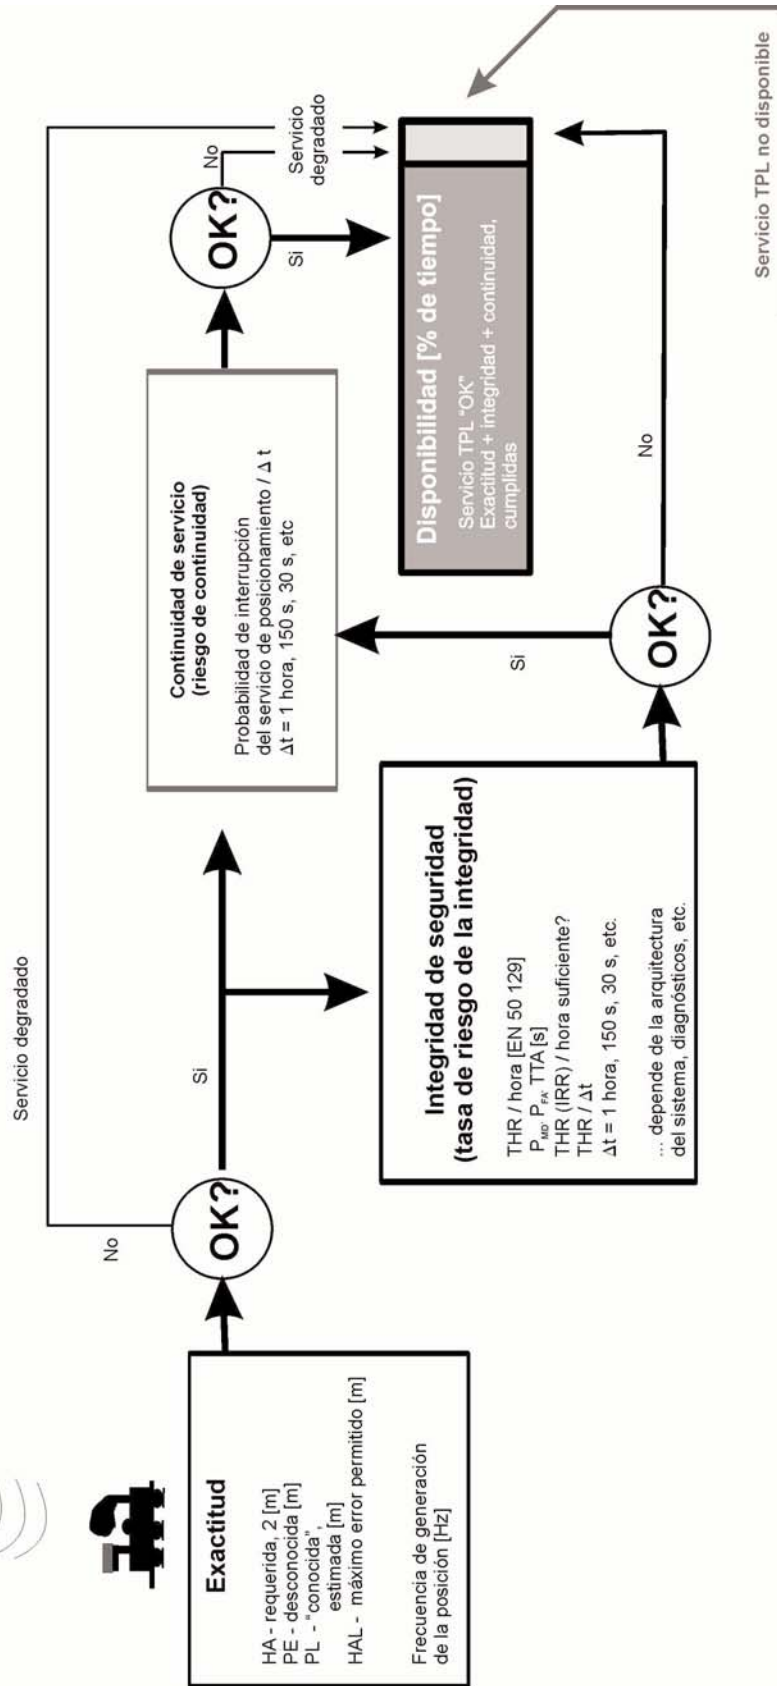 Exactitud
HA - requerida, 2 [m]
PE - desconocida [m]
PL - "conocida",
estimada [m]
HAL - máximo error permitido [m]
Frecuencia de generación
de la posición [Hz]
OK?
No
Servicio degradado
Si
Integridad de seguridad
(tasa de riesgo de la integridad)
THR / hora [EN 50 129]
PMD, PFA, TTA [s]
THR (IRR) / hora suficiente?
THR / Δt
Δt = 1 hora, 150 s, 30 s, etc.
... depende de la arquitectura
del sistema, diagnósticos, etc.
OK?
Si
No
Continuidad de servicio
(riesgo de continuidad)
Probabilidad de interrupción
del servicio de posicionamiento / Δ t
Δt = 1 hora, 150 s, 30 s, etc
OK?
No
Si
Servicio
degradado
Disponibilidad [% de tiempo]
Servicio TPL "OK"
Exactitud + integridad + continuidad,
cumplidas
Servicio TPL no disponible